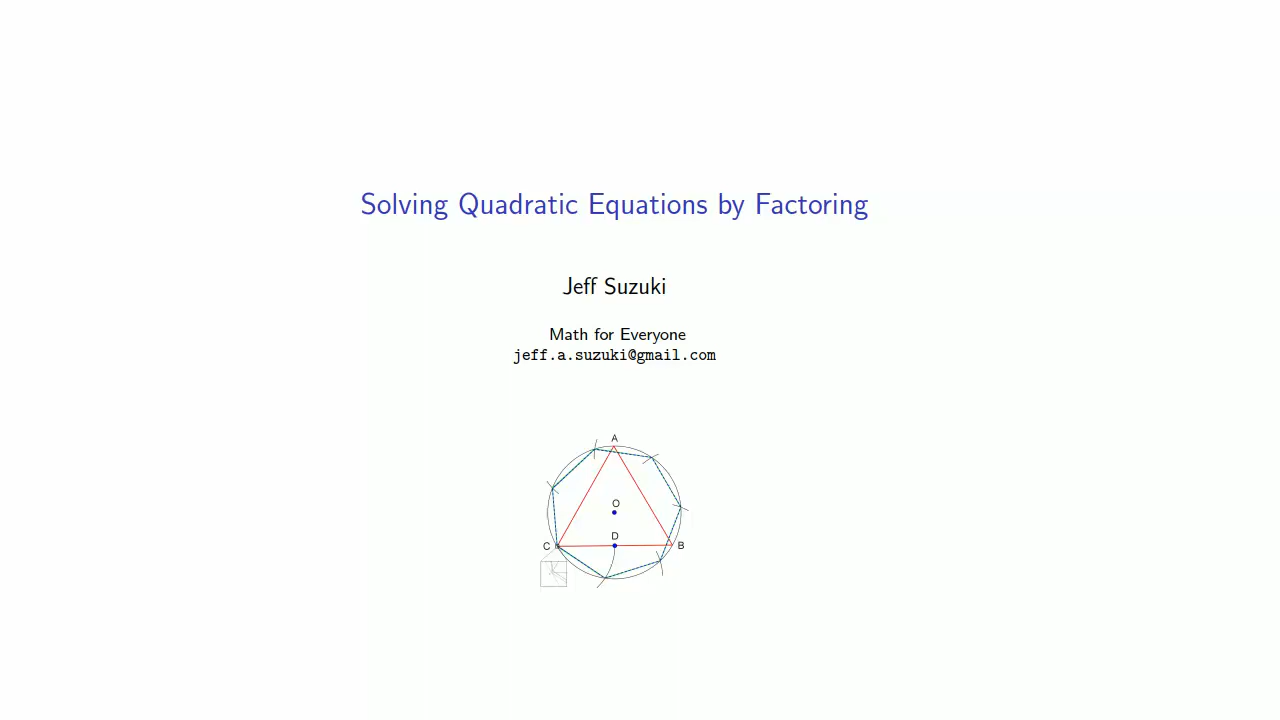 Solving Quadratic Equations by Factoring
Jeff Suzuki
Math for Everyone
jeff.a.suzuki@gmail.com
A
O
D
C
B